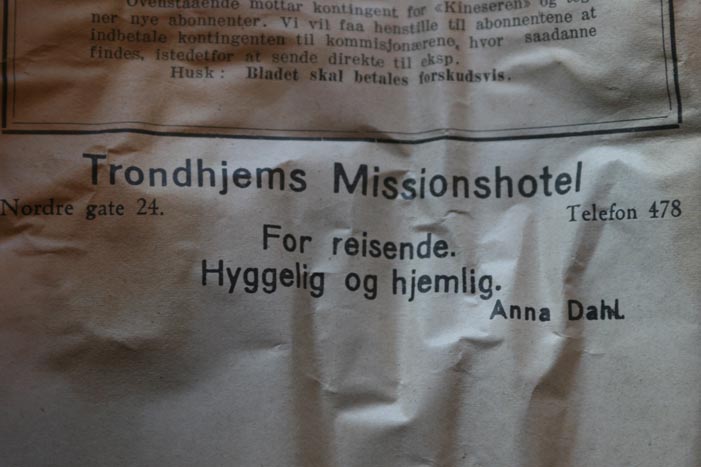 Ovenstaaende mottar kontingent for «Kineseren» og
ner nye abonnenter. Vi vil faa henstille til abonnentene at
indbetale kontingenten til kommisjonærene, hvor saadanne
findes, istedetfor at sende direkte til eksp.
Husk: Bladet skal betales forskudsvis.
Trondhjems Missionshotel
Nordre gate 24.
Telefon 478
For reisende.
Hyggelig og hjemlig.
Anna Dahl.